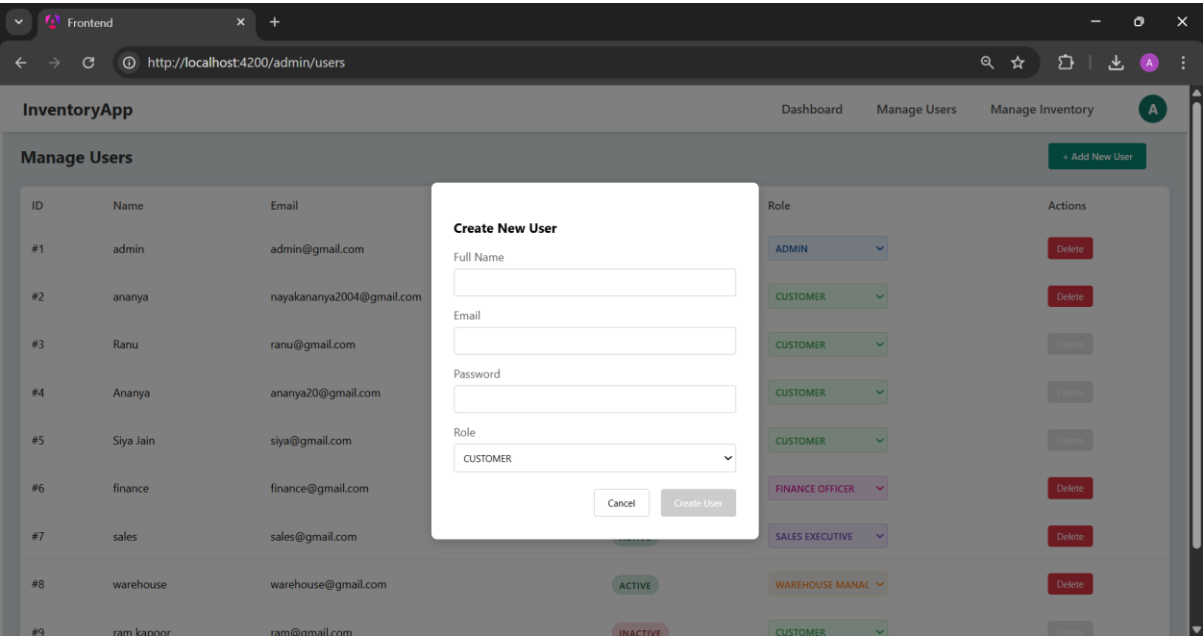 Frontend
http://localhost:4200/admin/users
A
InventoryApp Dashboard Manage Users Manage Inventory A
Manage Users + Add New User
ID Name Email Role Actions
#1 admin admin@gmail.com ADMIN Delete
#2 ananya nayakananya2004@gmail.com CUSTOMER Delete
#3 Ranu ranu@gmail.com CUSTOMER Delete
#4 Ananya ananya20@gmail.com CUSTOMER Delete
#5 Siya Jain siya@gmail.com CUSTOMER Delete
#6 finance finance@gmail.com FINANCE OFFICER Delete
#7 sales sales@gmail.com SALES EXECUTIVE Delete
#8 warehouse warehouse@gmail.com ACTIVE WAREHOUSE MANAC Delete
#9 ram kapoor ram@gmail.com INACTIVE CUSTOMER
Create New User
Full Name
Email
Password
Role
CUSTOMER
Cancel Create User